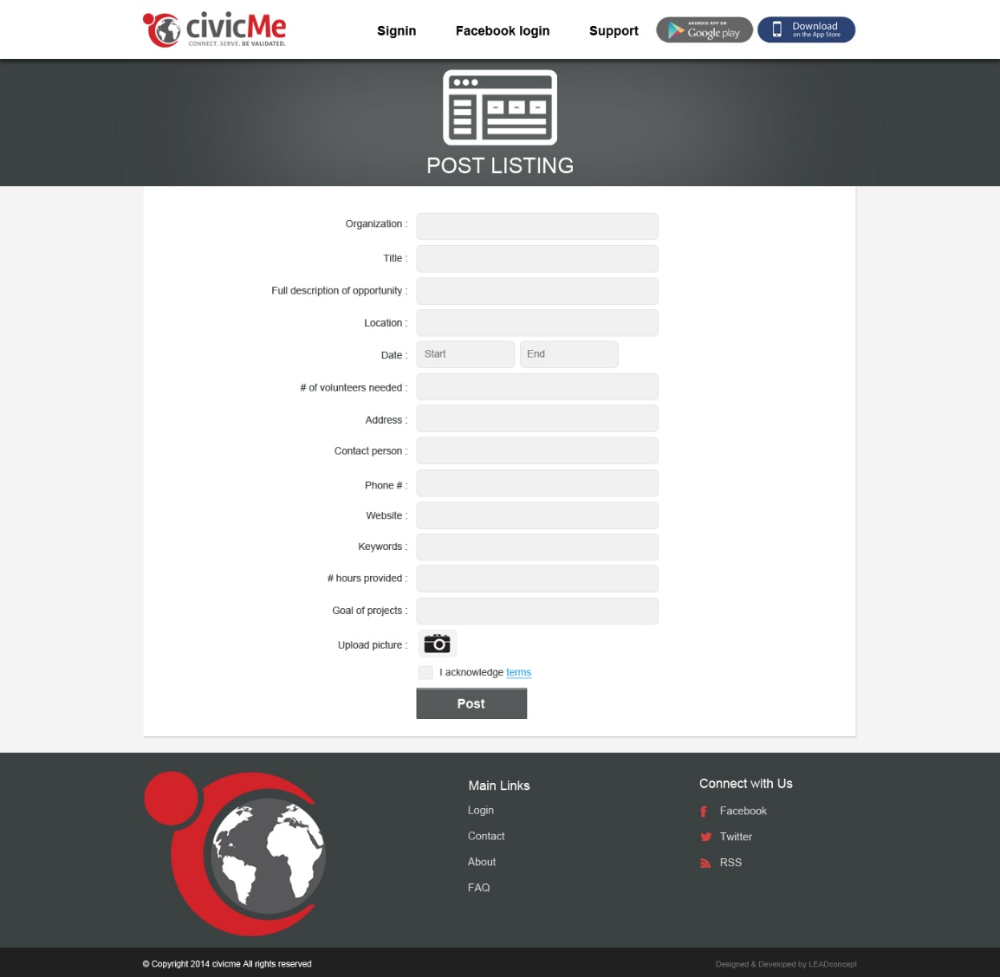 civicMe
CONNECT. SERVE. BE VALIDATED.
Signin
Facebook login
Support
ANDROID APP ON
Google play
Download
on the App Store
POST LISTING
Organization :
Title :
Full description of opportunity :
Location :
Date :
Start
End
# of volunteers needed :
Address :
Contact person :
Phone # :
Website :
Keywords :
# hours provided :
Goal of projects :
Upload picture :
I acknowledge terms
Post
Main Links
Login
Contact
About
FAQ
Connect with Us
Facebook
Twitter
RSS
© Copyright 2014 civicme All rights reserved
Designed & Developed by LEADconcept